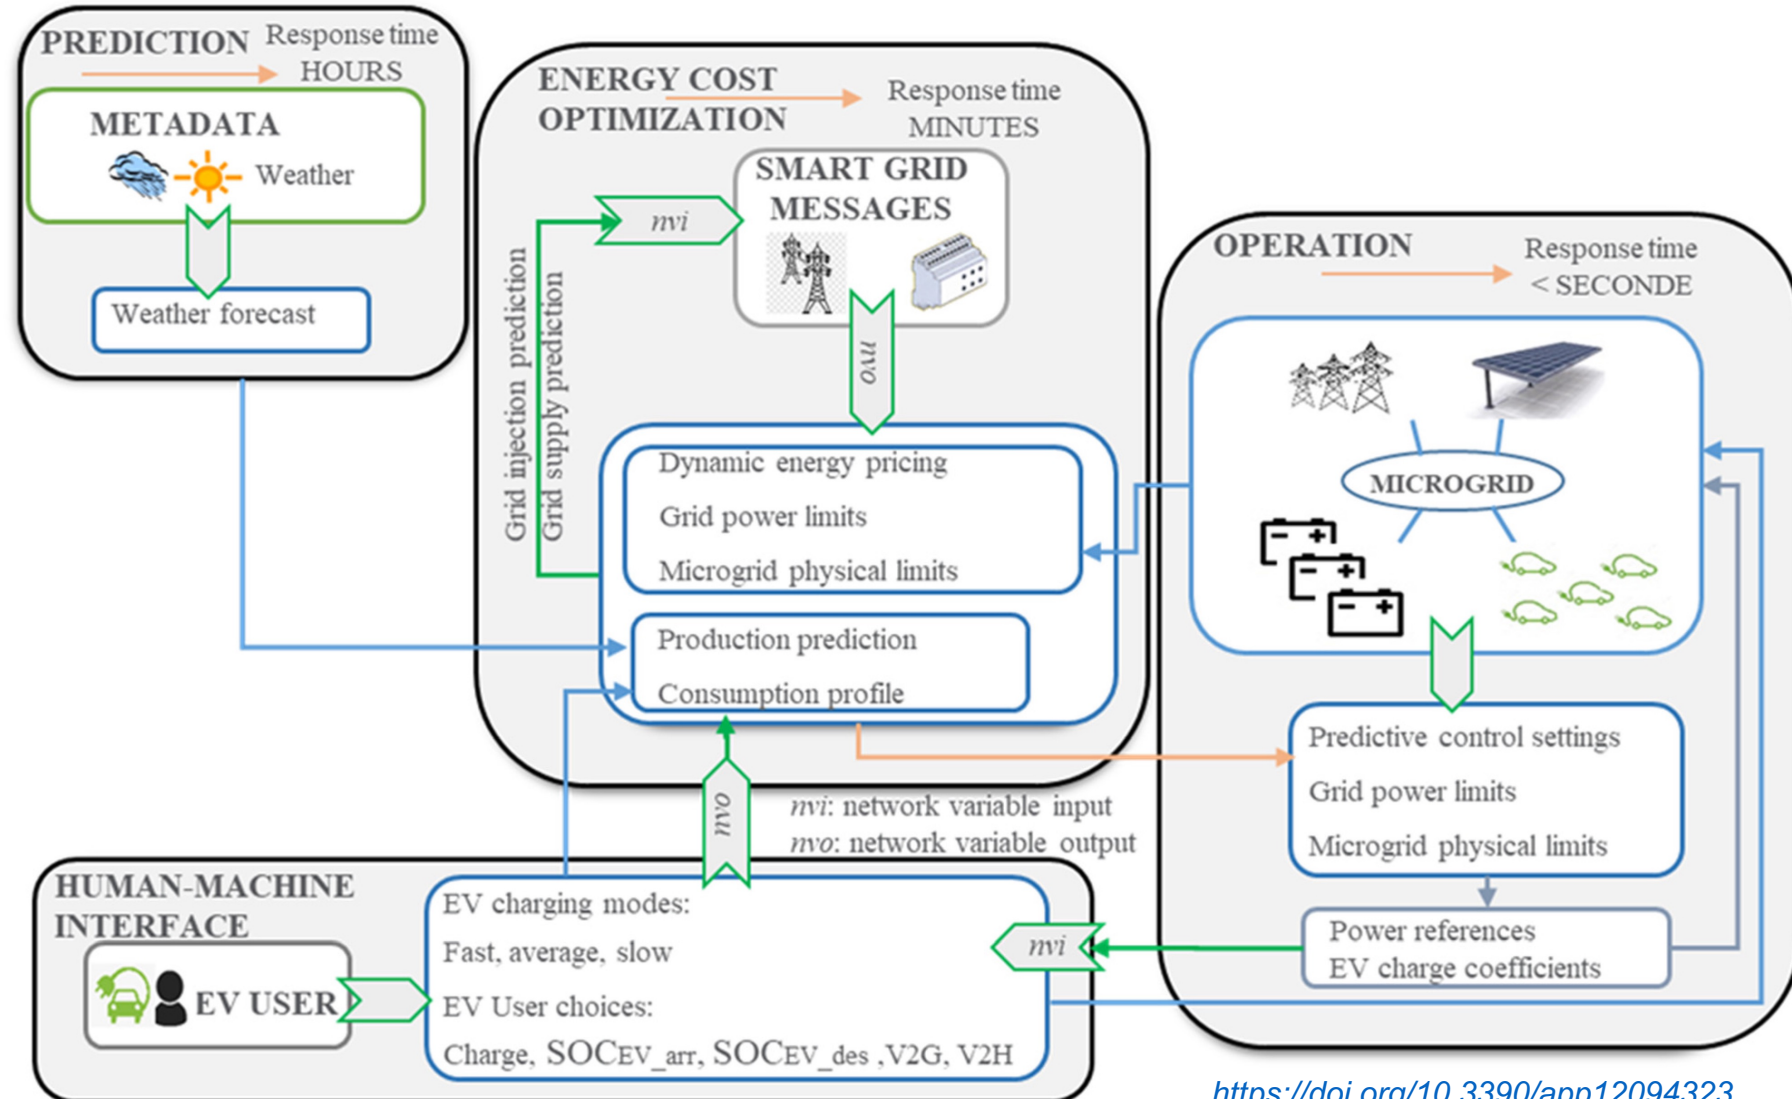 PREDICTION
Response time
HOURS
METADATA
Weather
Weather forecast
ENERGY COST
OPTIMIZATION
Response time
MINUTES
SMART GRID
MESSAGES
nvi
nvo
Grid injection prediction
Grid supply prediction
Dynamic energy pricing
Grid power limits
Microgrid physical limits
Production prediction
Consumption profile
nvo
nvi: network variable input
nvo: network variable output
OPERATION
Response time
< SECONDE
MICROGRID
Predictive control settings
Grid power limits
Microgrid physical limits
Power references
EV charge coefficients
HUMAN-MACHINE
INTERFACE
EV USER
EV charging modes:
Fast, average, slow
EV User choices:
Charge, SOCEV_arr, SOCEV_des ,V2G, V2H
nvi
https://doi.org/10.3390/app12094323